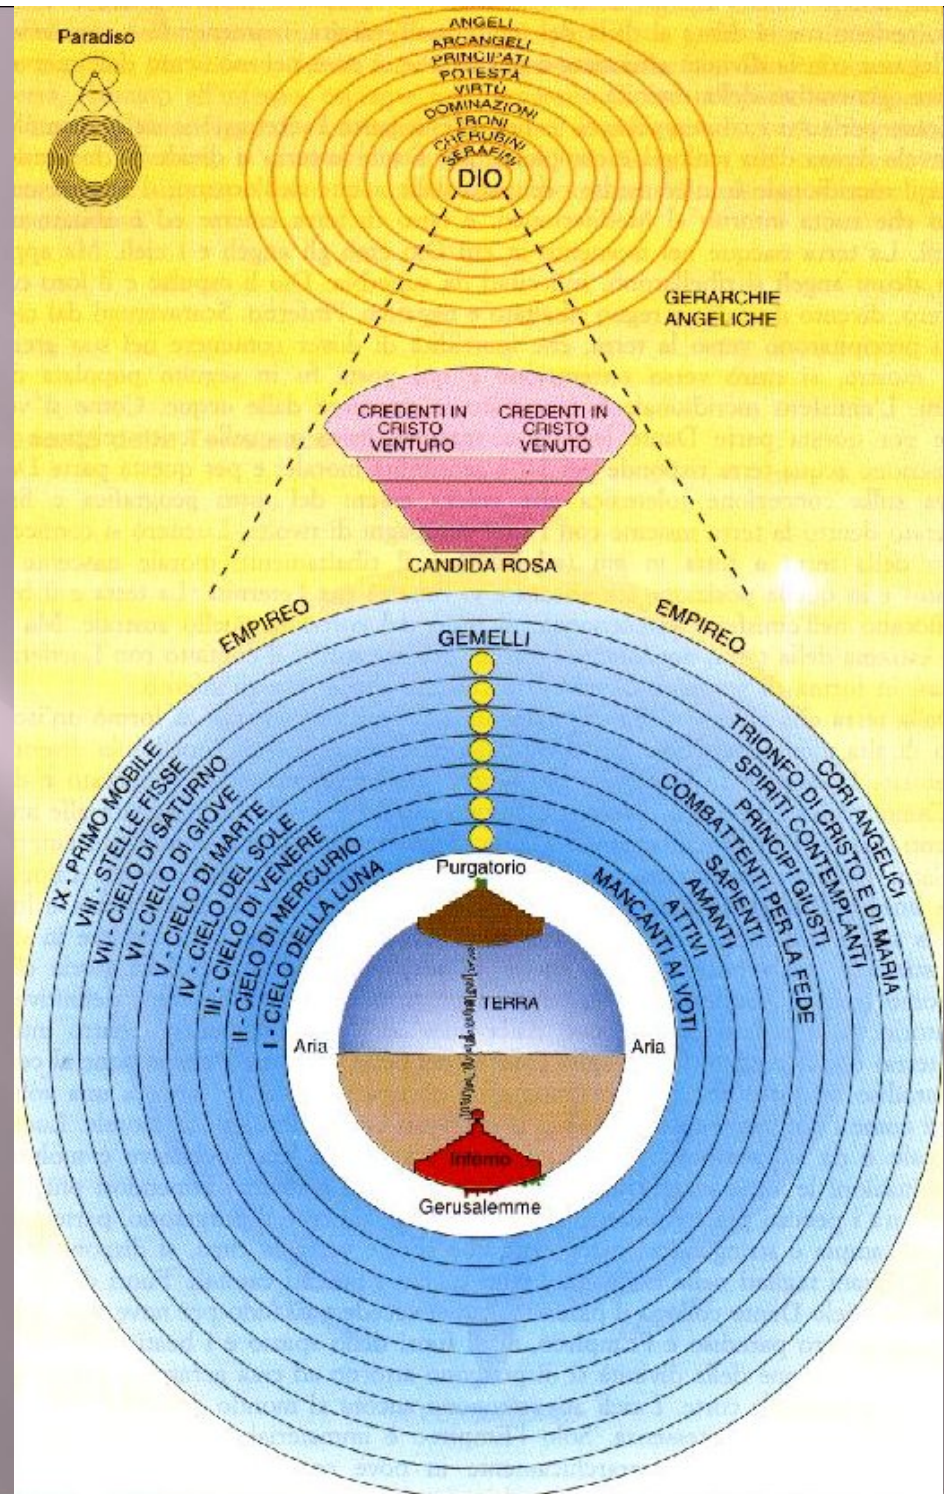 Paradiso
ANGELI
ARCANGELI
PRINCIPATI
POTESTA
VIRTÙ
DOMINAZIONI
TRONI
CHERUBINI
SERAFINI
DIO
GERARCHIE
ANGELICHE
CREDENTI IN
CRISTO
VENTURO
CREDENTI IN
CRISTO
VENUTO
CANDIDA ROSA
EMPIREO
EMPIREO
GEMELLI
IX - PRIMO MOBILE
VIII - STELLE FISSE
VII - CIELO DI SATURNO
VI - CIELO DI GIOVE
V - CIELO DI MARTE
IV - CIELO DEL SOLE
III - CIELO DI VENERE
II - CIELO DI MERCURIO
I - CIELO DELLA LUNA
CORI ANGELICI
TRIONFO DI CRISTO E DI MARIA
SPIRITI CONTEMPLANTI
PRINCIPI GIUSTI
COMBATTENTI PER LA FEDE
SAPIENTI
AMANTI
ATTIVI
MANCANTI AI VOTI
Purgatorio
TERRA
Aria
Aria
Inferno
Gerusalemme